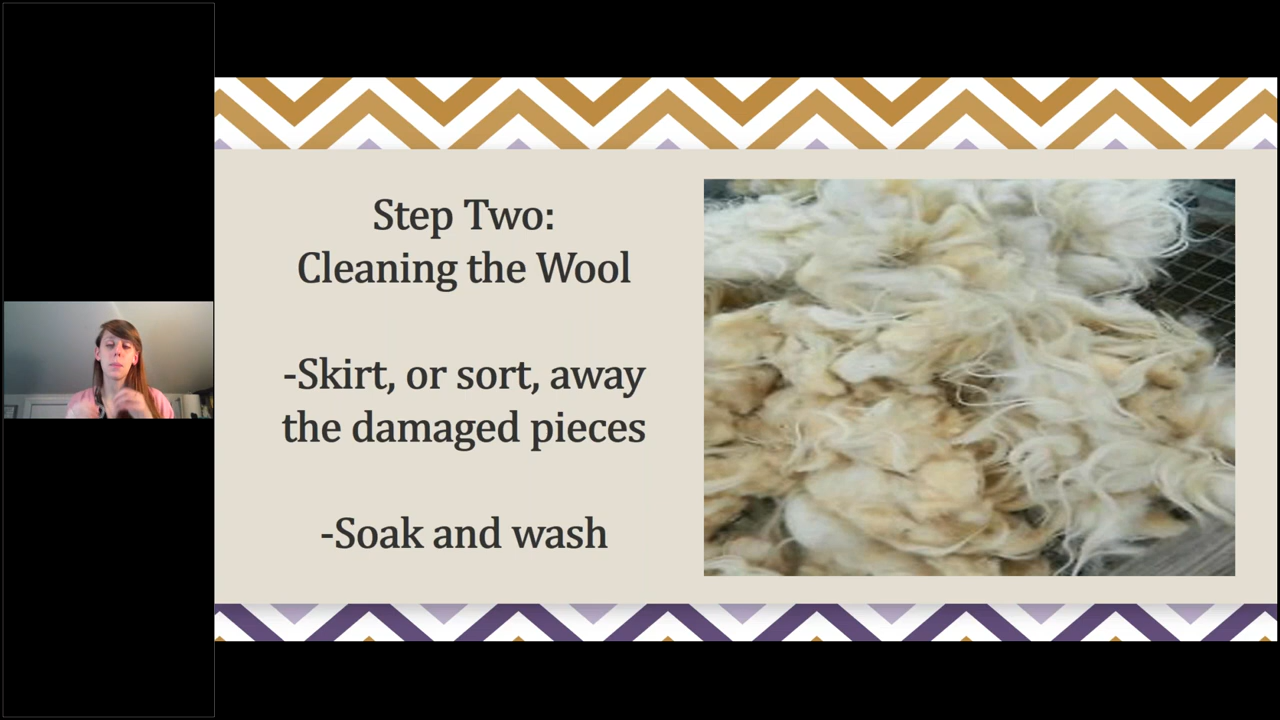 Step Two:
Cleaning the Wool
-Skirt, or sort, away
the damaged pieces
-Soak and wash